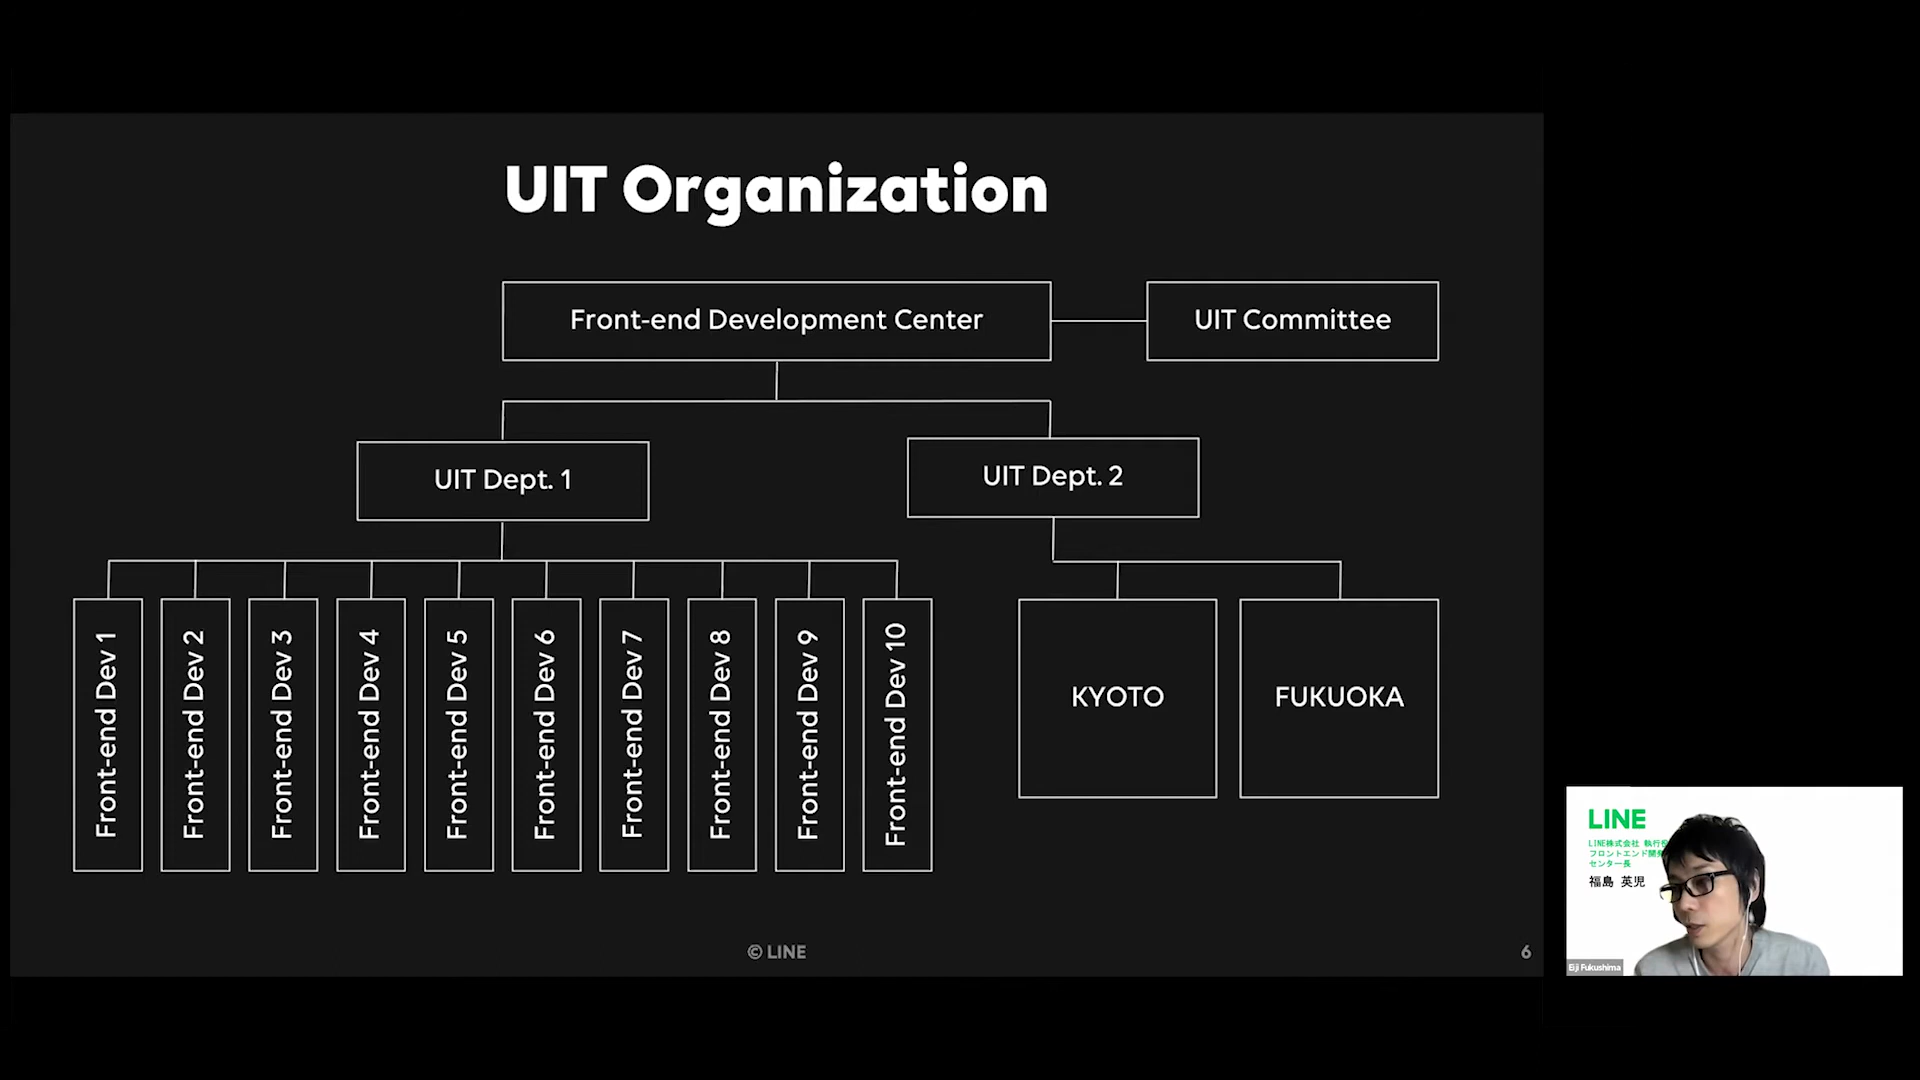 UIT Organization
Front-end Development Center
UIT Committee
UIT Dept. 1
UIT Dept. 2
Front-end Dev 1
Front-end Dev 2
Front-end Dev 3
Front-end Dev 4
Front-end Dev 5
Front-end Dev 6
Front-end Dev 7
Front-end Dev 8
Front-end Dev 9
Front-end Dev 10
KYOTO
FUKUOKA
© LINE
6
LINE
LINE株式会社 執行役
フロントエンド開発
センター長
福島 英児
Eiji Fukushima